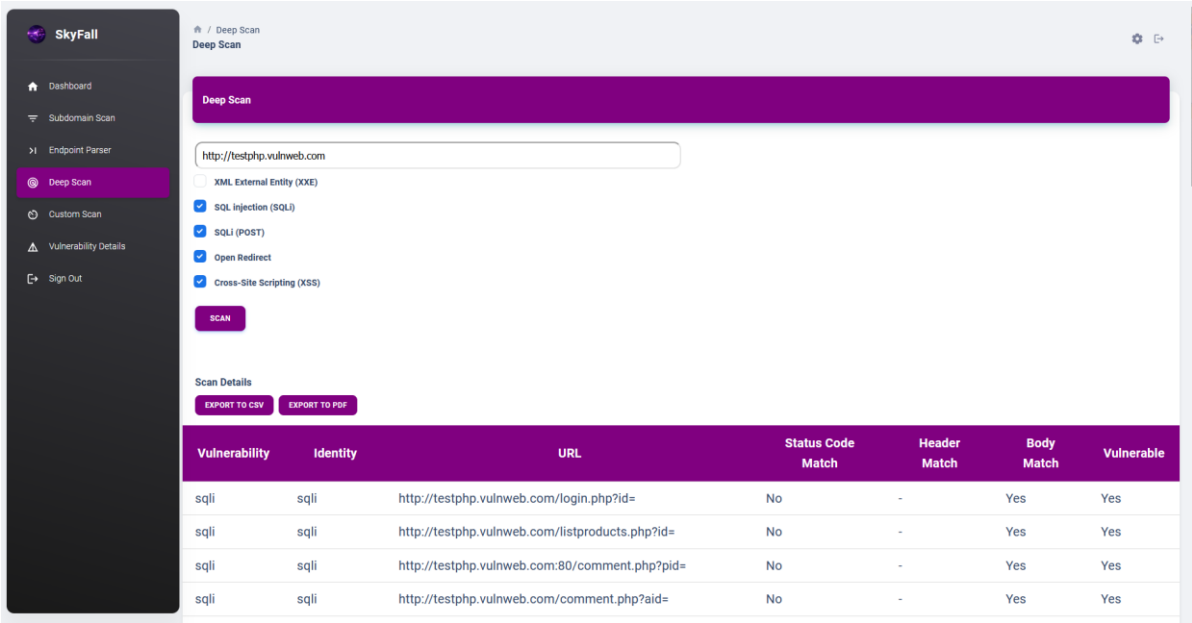 SkyFall
Dashboard
Subdomain Scan
Endpoint Parser
Deep Scan
Custom Scan
Vulnerability Details
Sign Out
/ Deep Scan
Deep Scan
Deep Scan
http://testphp.vulnweb.com
XML External Entity (XXE)
SQL injection (SQLi)
SQLi (POST)
Open Redirect
Cross-Site Scripting (XSS)
SCAN
Scan Details
EXPORT TO CSV EXPORT TO PDF
Vulnerability Identity URL Status Code Match Header Match Body Match Vulnerable
sqli sqli http://testphp.vulnweb.com/login.php?id= No - Yes Yes
sqli sqli http://testphp.vulnweb.com/listproducts.php?id= No - Yes Yes
sqli sqli http://testphp.vulnweb.com:80/comment.php?pid= No - Yes Yes
sqli sqli http://testphp.vulnweb.com/comment.php?aid= No - Yes Yes